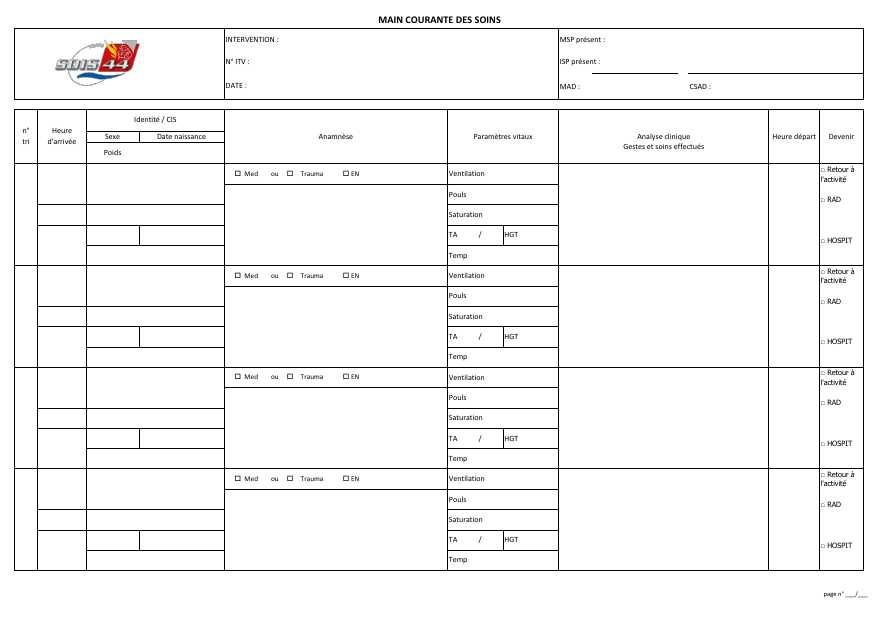 MAIN COURANTE DES SOINS
SDIS 44
INTERVENTION :
N° ITV :
DATE :
MSP présent :
ISP présent :
MAD :
CSAD :
n° tri
Heure d'arrivée
Identité / CIS
Sexe
Date naissance
Poids
Anamnèse
Paramètres vitaux
Analyse clinique
Gestes et soins effectués
Heure départ
Devenir
□ Med ou □ Trauma □ EN
Ventilation
Pouls
Saturation
TA / HGT
Temp
□ Retour à
l'activité
□ RAD
□ HOSPIT
□ Med ou □ Trauma □ EN
Ventilation
Pouls
Saturation
TA / HGT
Temp
□ Retour à
l'activité
□ RAD
□ HOSPIT
□ Med ou □ Trauma □ EN
Ventilation
Pouls
Saturation
TA / HGT
Temp
□ Retour à
l'activité
□ RAD
□ HOSPIT
□ Med ou □ Trauma □ EN
Ventilation
Pouls
Saturation
TA / HGT
Temp
□ Retour à
l'activité
□ RAD
□ HOSPIT
page n° ___/___